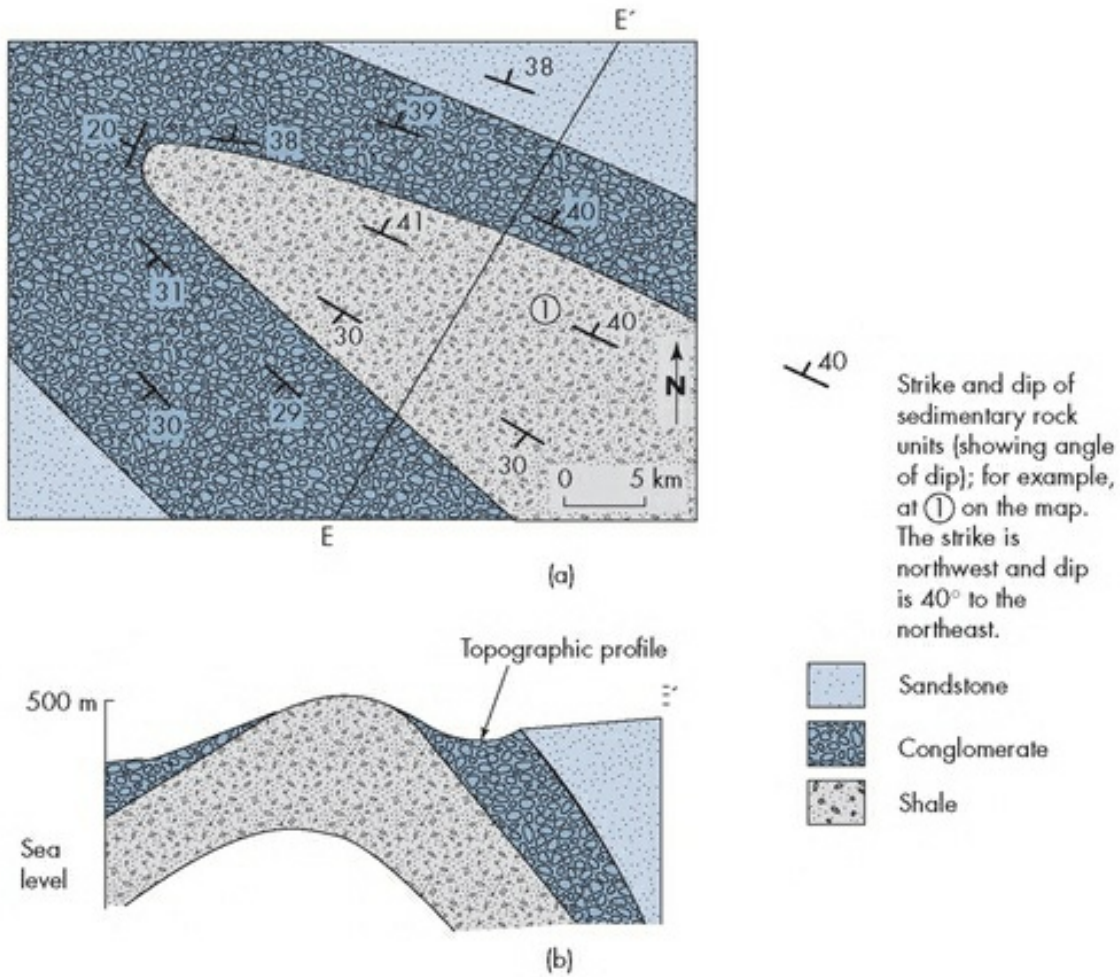 E′
38
39
20
38
40
41
31
30
1
40
N
30
29
30
0 5 km
E
(a)
40
Strike and dip of
sedimentary rock
units (showing angle
of dip); for example,
at 1 on the map.
The strike is
northwest and dip
is 40° to the
northeast.
Topographic profile
500 m
Sea
level
(b)
Sandstone
Conglomerate
Shale